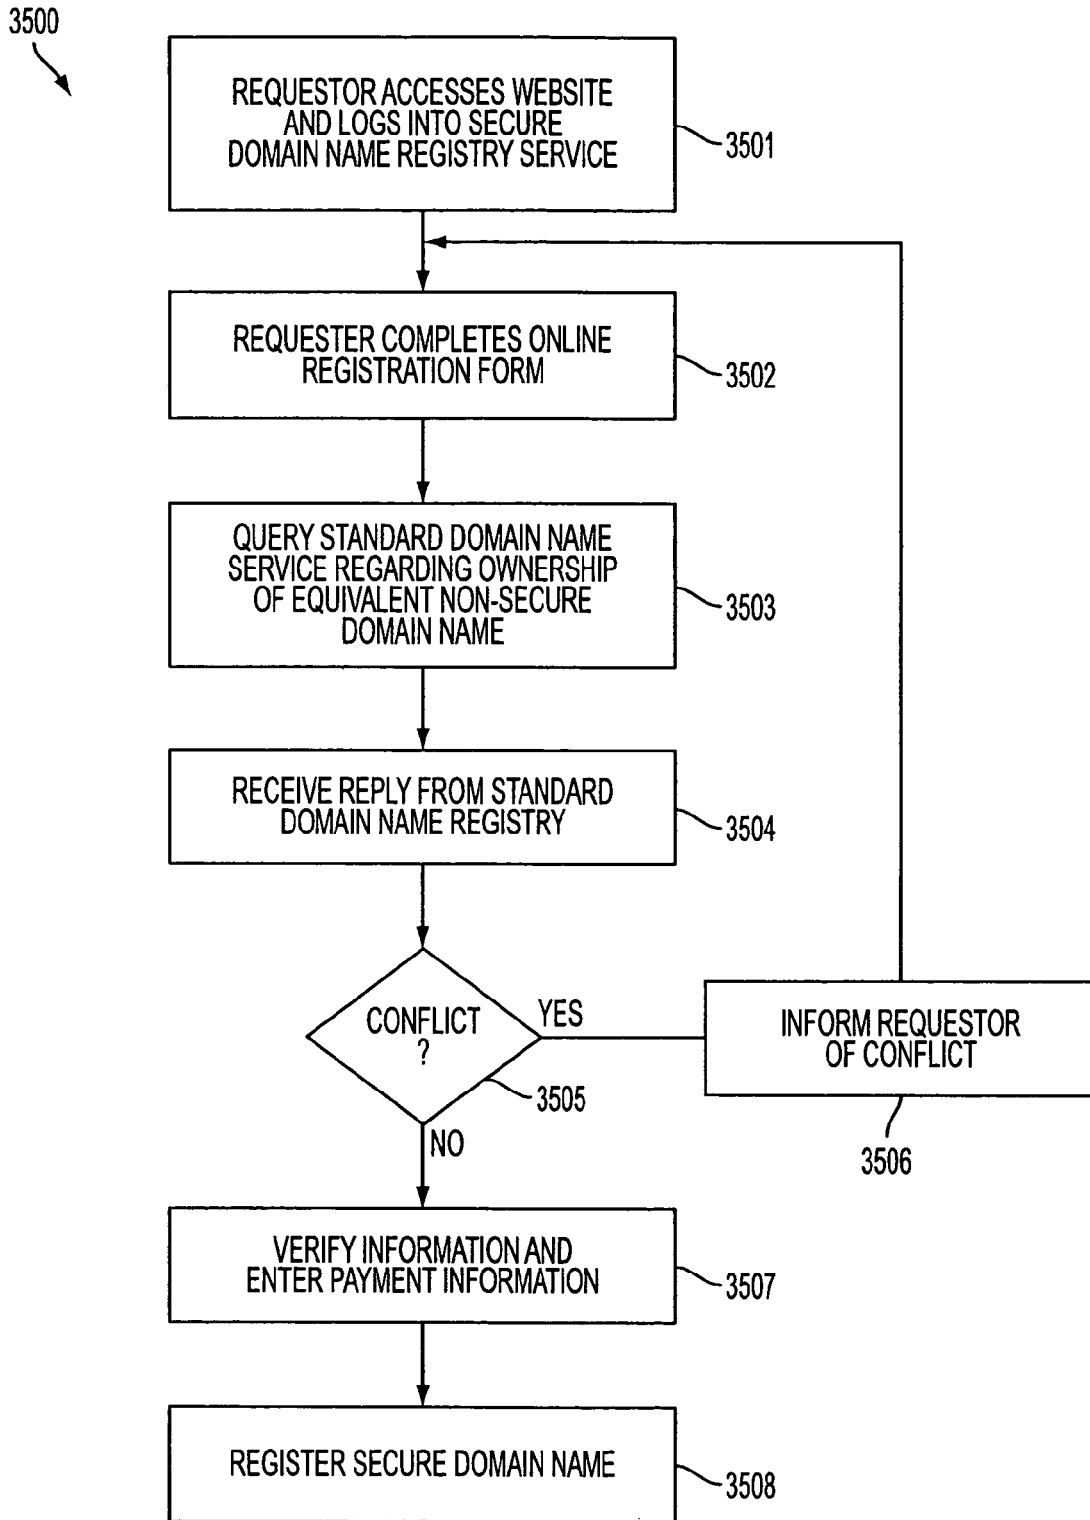 3500
REQUESTOR ACCESSES WEBSITE
AND LOGS INTO SECURE
DOMAIN NAME REGISTRY SERVICE
3501
REQUESTER COMPLETES ONLINE
REGISTRATION FORM
3502
QUERY STANDARD DOMAIN NAME
SERVICE REGARDING OWNERSHIP
OF EQUIVALENT NON-SECURE
DOMAIN NAME
3503
RECEIVE REPLY FROM STANDARD
DOMAIN NAME REGISTRY
3504
CONFLICT
?
YES
3505
NO
INFORM REQUESTOR
OF CONFLICT
3506
VERIFY INFORMATION AND
ENTER PAYMENT INFORMATION
3507
REGISTER SECURE DOMAIN NAME
3508